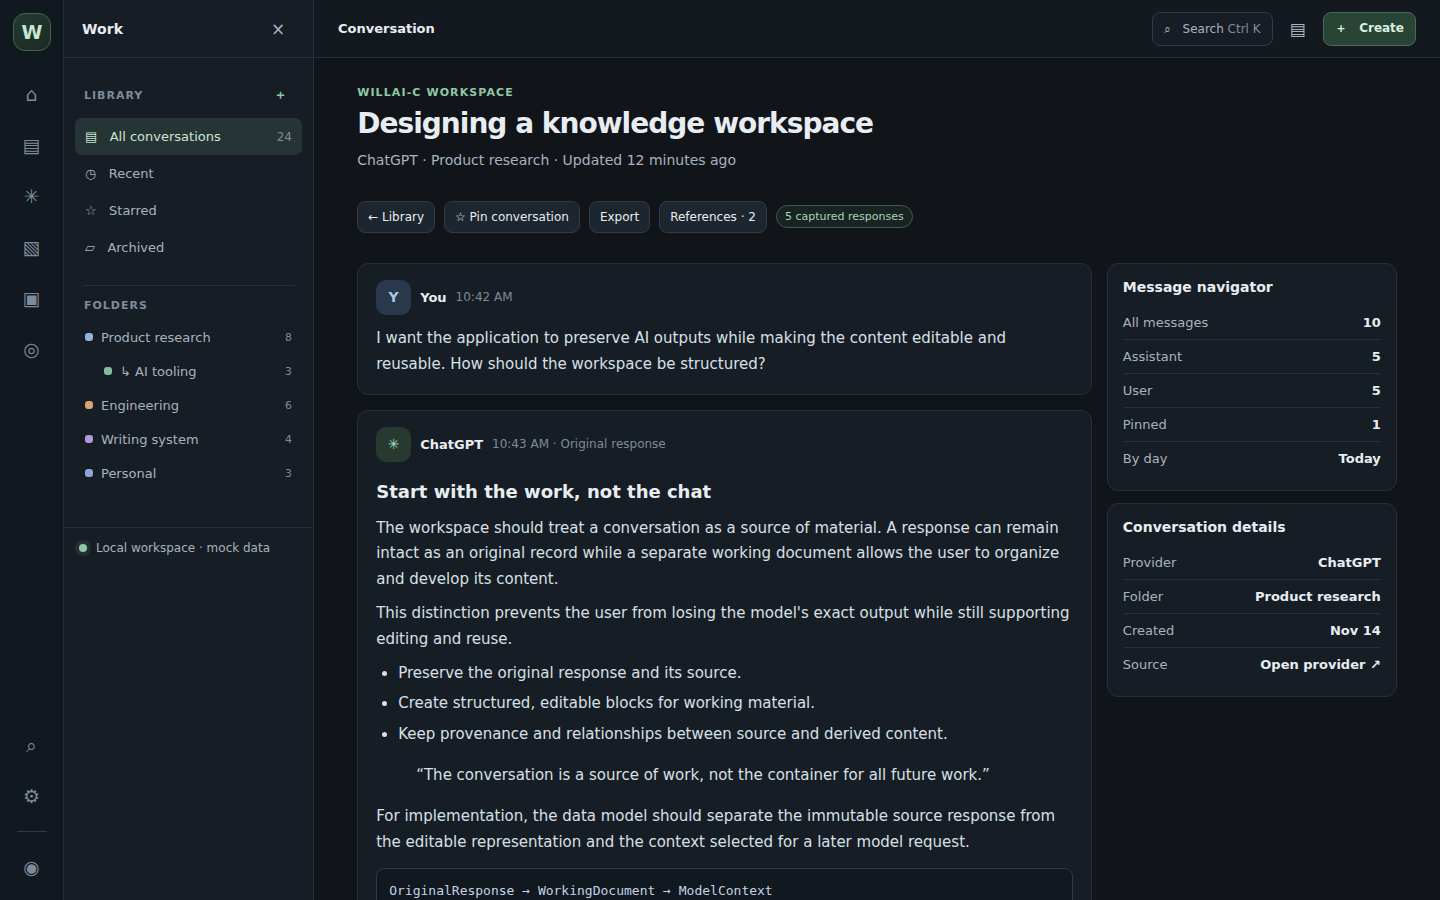 W
Work ×
LIBRARY +
All conversations 24
Recent
Starred
Archived
FOLDERS
Product research 8
↳ AI tooling 3
Engineering 6
Writing system 4
Personal 3
Local workspace · mock data
Conversation
Search Ctrl K
+ Create
WILLAI-C WORKSPACE
Designing a knowledge workspace
ChatGPT · Product research · Updated 12 minutes ago
← Library
☆ Pin conversation
Export
References · 2
5 captured responses
Y You 10:42 AM
I want the application to preserve AI outputs while making the content editable and
reusable. How should the workspace be structured?
ChatGPT 10:43 AM · Original response
Start with the work, not the chat
The workspace should treat a conversation as a source of material. A response can remain
intact as an original record while a separate working document allows the user to organize
and develop its content.
This distinction prevents the user from losing the model's exact output while still supporting
editing and reuse.
• Preserve the original response and its source.
• Create structured, editable blocks for working material.
• Keep provenance and relationships between source and derived content.
“The conversation is a source of work, not the container for all future work.”
For implementation, the data model should separate the immutable source response from
the editable representation and the context selected for a later model request.
OriginalResponse → WorkingDocument → ModelContext
Message navigator
All messages 10
Assistant 5
User 5
Pinned 1
By day Today
Conversation details
Provider ChatGPT
Folder Product research
Created Nov 14
Source Open provider ↗